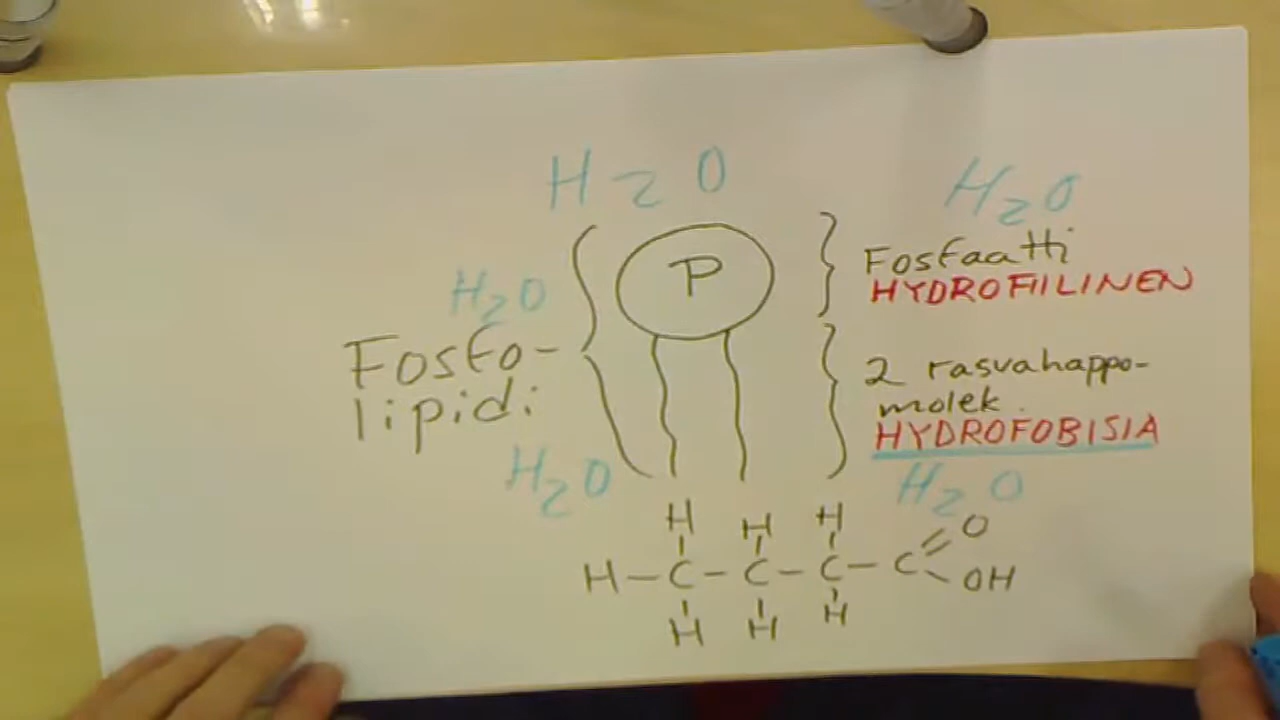 H2O
H2O
P
Fosfaatti
HYDROFIILINEN
H2O
Fosfo-
lipidi
2 rasvahappo-
molek.
HYDROFOBISIA
H2O
H2O
H H H O
H-C-C-C-C
OH
H H H